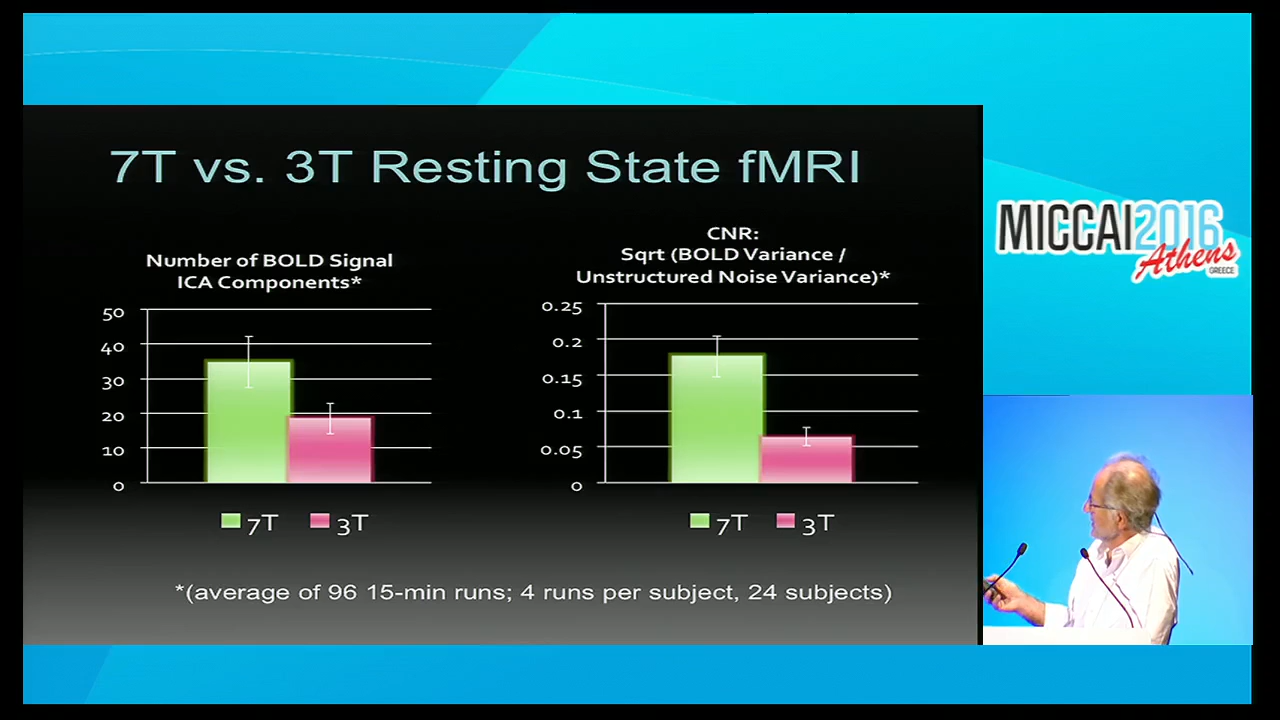 7T vs. 3T Resting State fMRI
Number of BOLD Signal
ICA Components*
50
40
30
20
10
0
7T 3T
CNR:
Sqrt (BOLD Variance /
Unstructured Noise Variance)*
0.25
0.2
0.15
0.1
0.05
0
7T 3T
*(average of 96 15-min runs; 4 runs per subject, 24 subjects)
MICCAI2016
Athens
GREECE